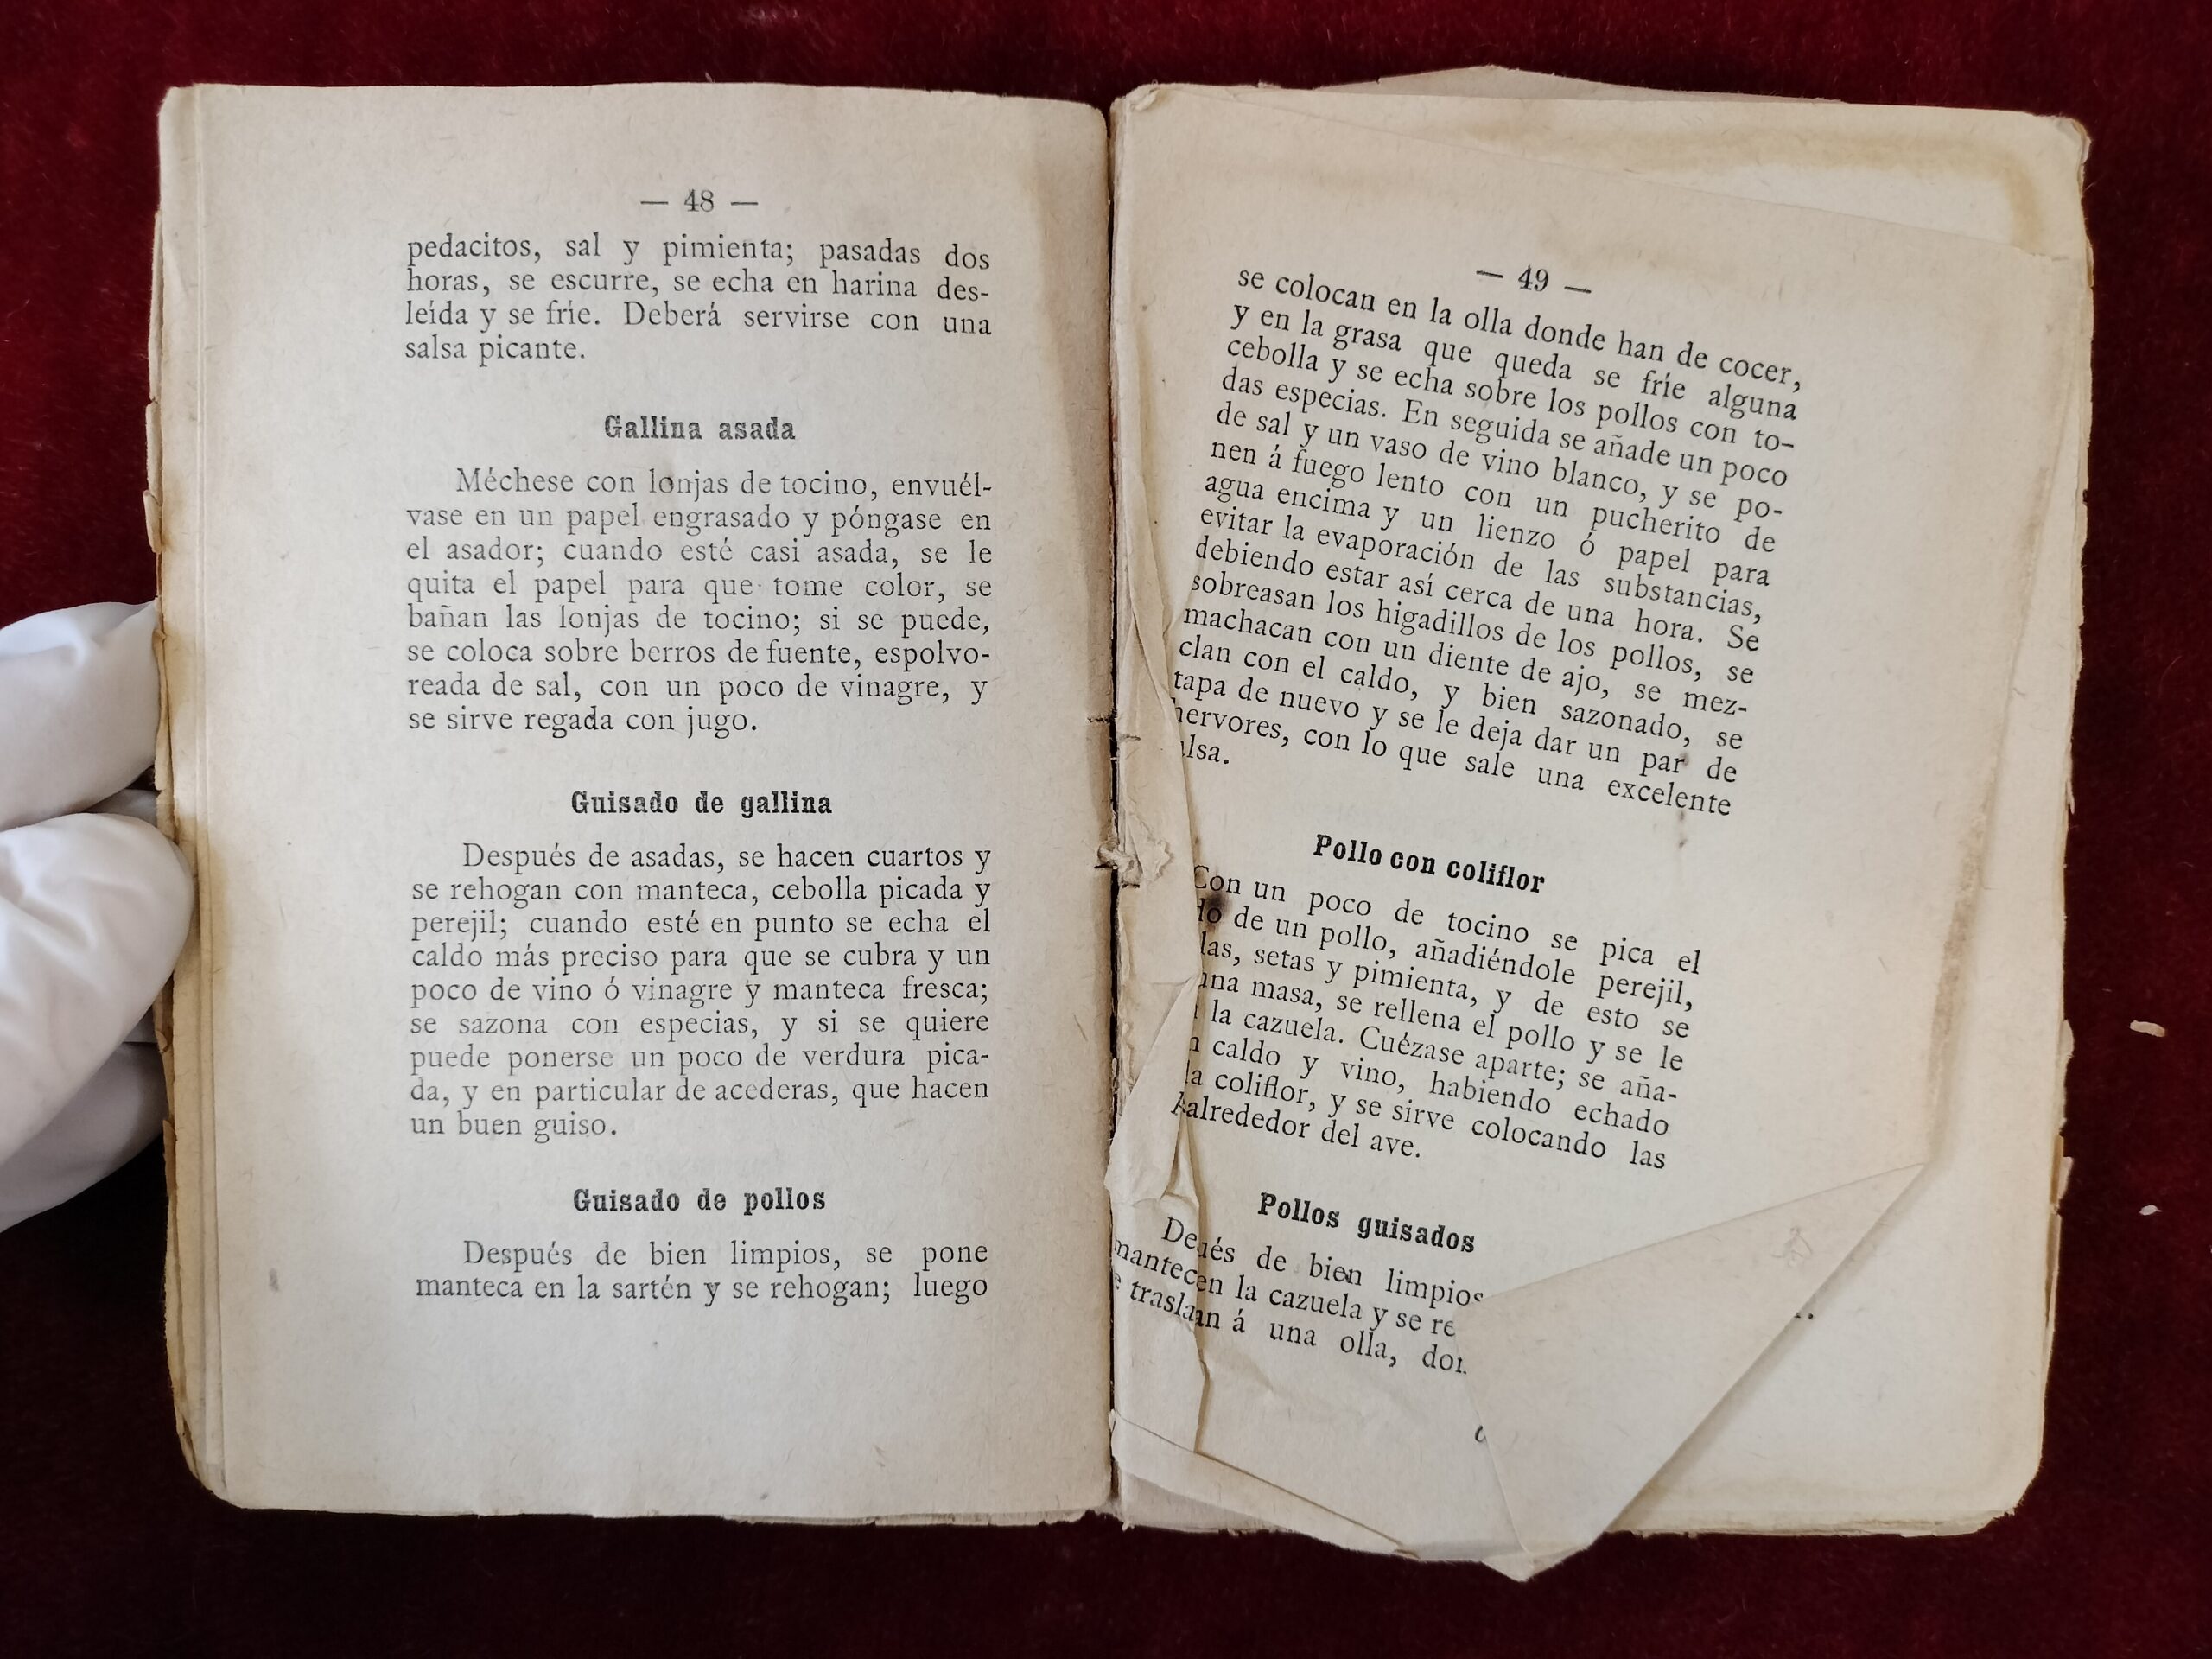 — 48 —
pedacitos, sal y pimienta; pasadas dos
horas, se escurre, se echa en harina des-
leída y se fríe. Deberá servirse con una
salsa picante.
Gallina asada
Méchese con lonjas de tocino, envuél-
vase en un papel engrasado y póngase en
el asador; cuando esté casi asada, se le
quita el papel para que tome color, se
bañan las lonjas de tocino; si se puede,
se coloca sobre berros de fuente, espolvo-
reada de sal, con un poco de vinagre, y
se sirve regada con jugo.
Guisado de gallina
Después de asadas, se hacen cuartos y
se rehogan con manteca, cebolla picada y
perejil; cuando esté en punto se echa el
caldo más preciso para que se cubra y un
poco de vino ó vinagre y manteca fresca;
se sazona con especias, y si se quiere
puede ponerse un poco de verdura pica-
da, y en particular de acederas, que hacen
un buen guiso.
Guisado de pollos
Después de bien limpios, se pone
manteca en la sartén y se rehogan; luego
— 49 —
se colocan en la olla donde han de cocer,
y en la grasa que queda se fríe alguna
cebolla y se echa sobre los pollos con to-
das especias. En seguida se añade un poco
de sal y un vaso de vino blanco, y se po-
nen á fuego lento con un pucherito de
agua encima y un lienzo ó papel para
evitar la evaporación de las substancias,
debiendo estar así cerca de una hora. Se
sobreasan los higadillos de los pollos, se
machacan con un diente de ajo, se mez-
clan con el caldo, y bien sazonado, se
tapa de nuevo y se le deja dar un par de
hervores, con lo que sale una excelente
lsa.
Pollo con coliflor
Con un poco de tocino se pica el
de un pollo, añadiéndole perejil,
las, setas y pimienta, y de esto se
una masa, se rellena el pollo y se le
la cazuela. Cuézase aparte; se aña-
caldo y vino, habiendo echado
la coliflor, y se sirve colocando las
alrededor del ave.
Pollos guisados
de bien limpios
en la cazuela y se re
á una olla,